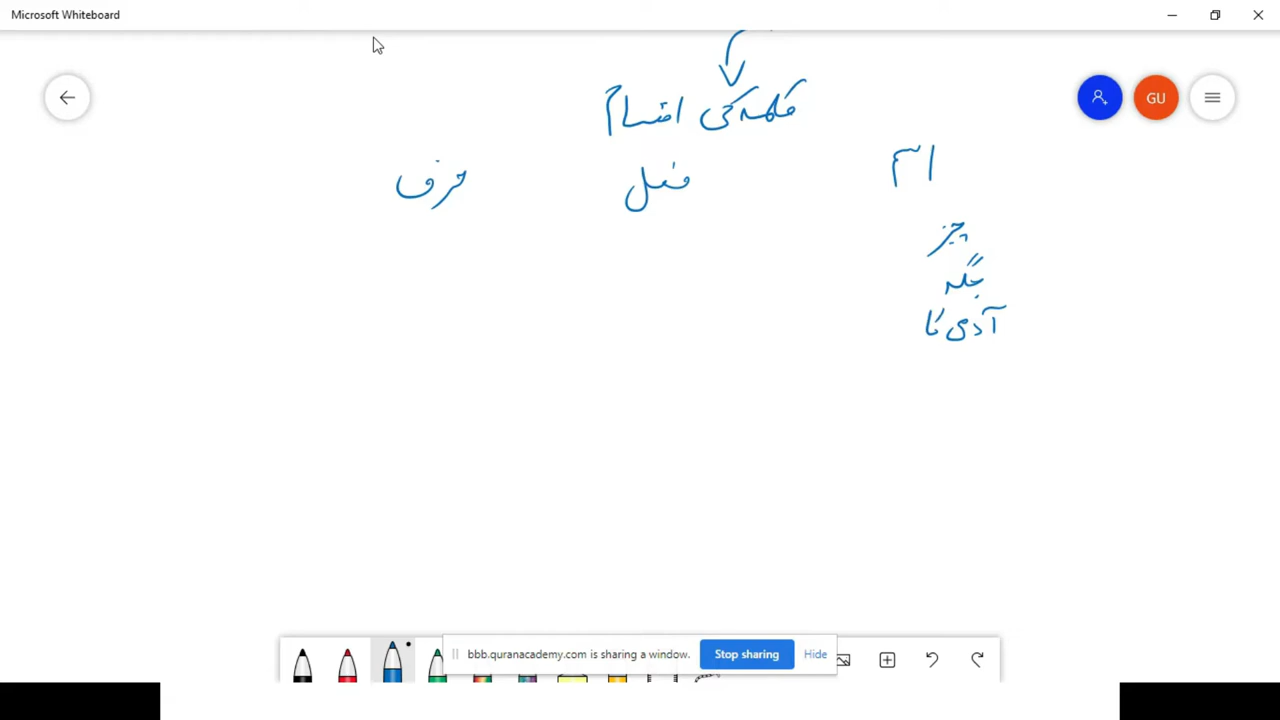 Microsoft Whiteboard
GU
کلمہ کی اقسام
اسم فعل حرف
چیز
جگہ
آدمی کا
bbb.quranacademy.com is sharing a window.
Stop sharing
Hide